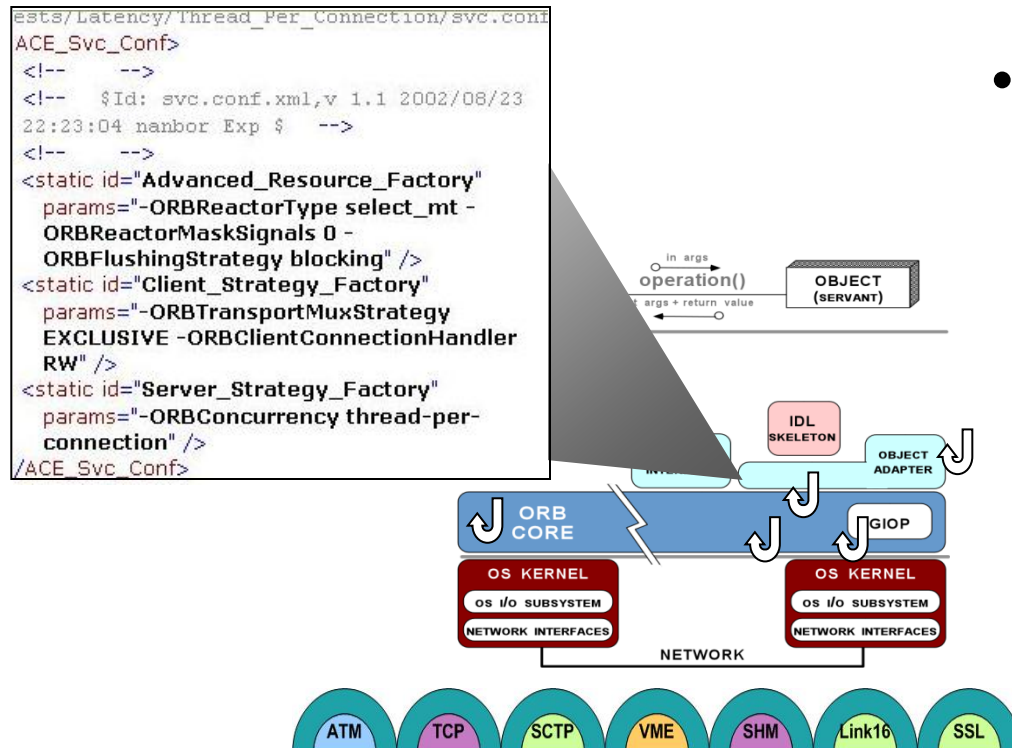 ests/Latency/Thread_Per_Connection/svc.conf
ACE_Svc_Conf>
<!-- -->
<!-- $Id: svc.conf.xml,v 1.1 2002/08/23
22:23:04 nanbor Exp $ -->
<!-- -->
<static id="Advanced_Resource_Factory"
params="-ORBReactorType select_mt -
ORBReactorMaskSignals 0 -
ORBFlushingStrategy blocking" />
<static id="Client_Strategy_Factory"
params="-ORBTransportMuxStrategy
EXCLUSIVE -ORBClientConnectionHandler
RW" />
<static id="Server_Strategy_Factory"
params="-ORBConcurrency thread-per-
connection" />
/ACE_Svc_Conf>
•
in args
operation()
args + return value
OBJECT
(SERVANT)
IDL
SKELETON
OBJECT
ADAPTER
ORB
CORE
GIOP
OS KERNEL
OS I/O SUBSYSTEM
NETWORK INTERFACES
OS KERNEL
OS I/O SUBSYSTEM
NETWORK INTERFACES
NETWORK
ATM
TCP
SCTP
VME
SHM
Link16
SSL